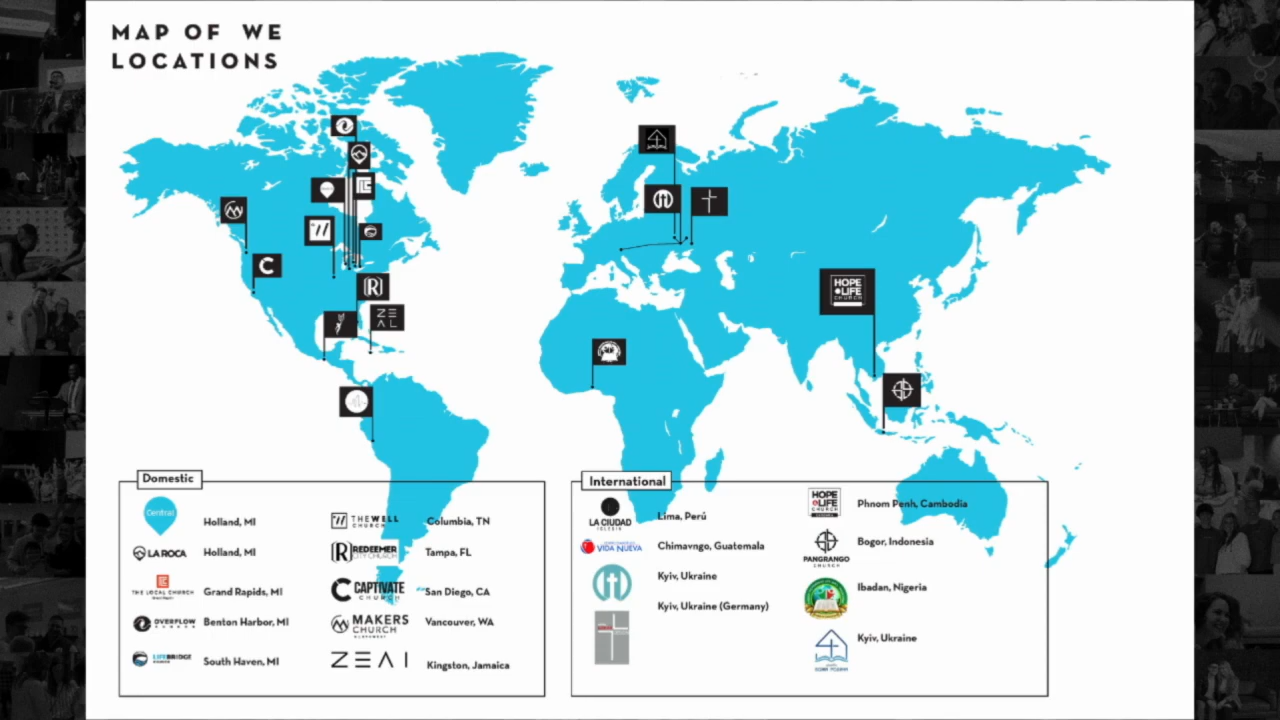 MAP OF WE
LOCATIONS
HOPE
LIFE
CHURCH
ZE
AL
Domestic
Central
Holland, MI
LA ROCA
Holland, MI
THE LOCAL CHURCH
Grand Rapids, MI
OVERFLOW
CHURCH
Benton Harbor, MI
LIFEBRIDGE
South Haven, MI
THE WELL
CHURCH
Columbia, TN
REDEEMER
CITY CHURCH
Tampa, FL
CAPTIVATE
CHURCH
San Diego, CA
MAKERS
CHURCH
Vancouver, WA
ZEAL
Kingston, Jamaica
International
LA CIUDAD
IGLESIA
Lima, Perú
VIDA NUEVA
Chimavngo, Guatemala
Kyiv, Ukraine
Kyiv, Ukraine (Germany)
HOPE
LIFE
CHURCH
Phnom Penh, Cambodia
PANGRANGO
CHURCH
Bogor, Indonesia
Ibadan, Nigeria
Kyiv, Ukraine